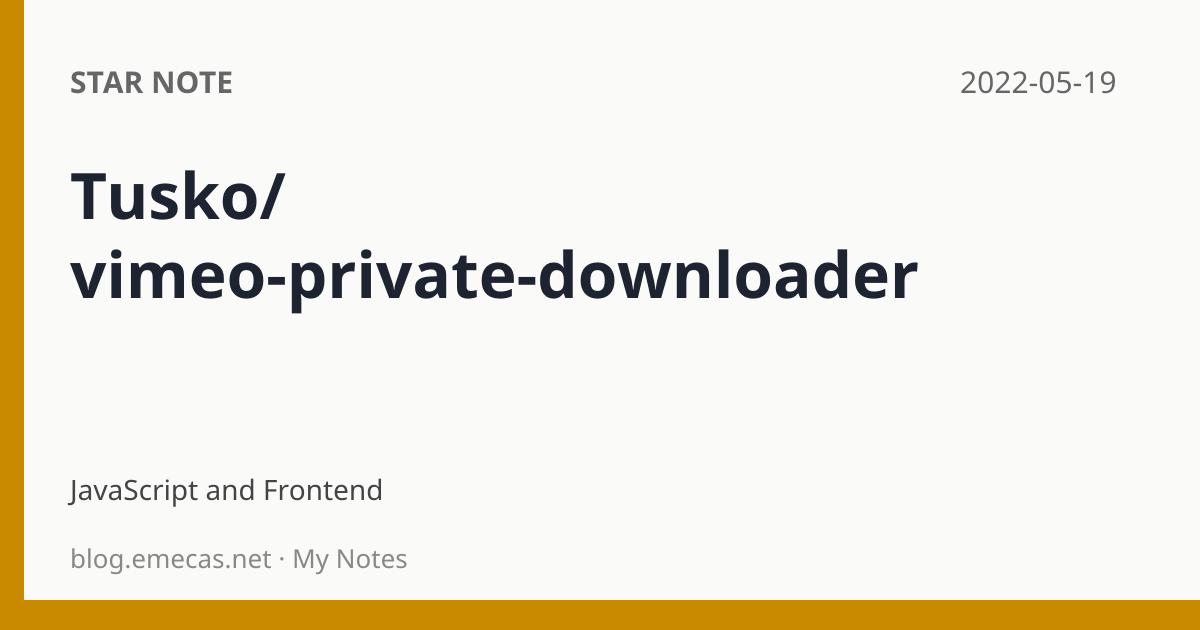 STAR NOTE
2022-05-19
Tusko/
vimeo-private-downloader
JavaScript and Frontend
blog.emecas.net · My Notes